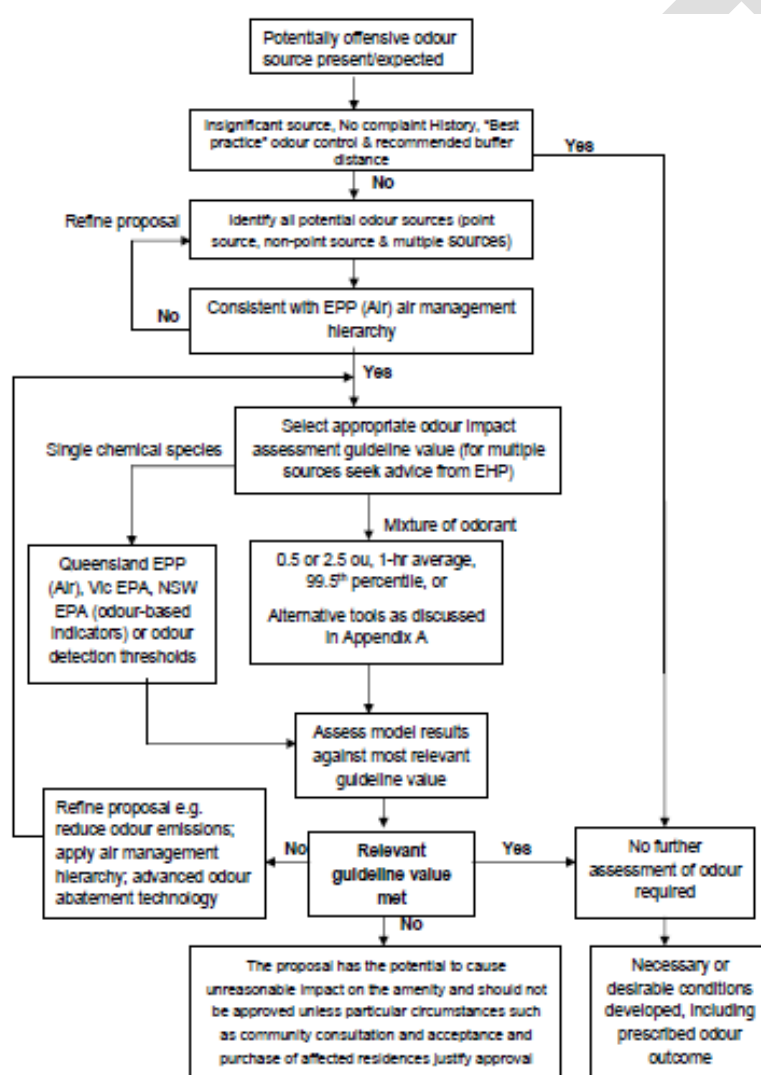 Potentially offensive odour
source present/expected
Insignificant source, No complaint History, "Best
practice" odour control & recommended buffer
distance
Yes
No
Refine proposal
Identify all potential odour sources (point
source, non-point source & multiple sources)
No
Consistent with EPP (Air) air management
hierarchy
Yes
Single chemical species
Select appropriate odour impact
assessment guideline value (for multiple
sources seek advice from EHP)
Mixture of odorant
Queensland EPP
(Air), Vic EPA, NSW
EPA (odour-based
indicators) or odour
detection thresholds
0.5 or 2.5 ou, 1-hr average,
99.5th percentile, or
Alternative tools as discussed
in Appendix A
Assess model results
against most relevant
guideline value
Refine proposal e.g.
reduce odour emissions;
apply air management
hierarchy; advanced odour
abatement technology
No
Relevant
guideline value
met
Yes
No further
assessment of odour
required
No
The proposal has the potential to cause
unreasonable impact on the amenity and should not
be approved unless particular circumstances such
as community consultation and acceptance and
purchase of affected residences justify approval
Necessary or
desirable conditions
developed, including
prescribed odour
outcome